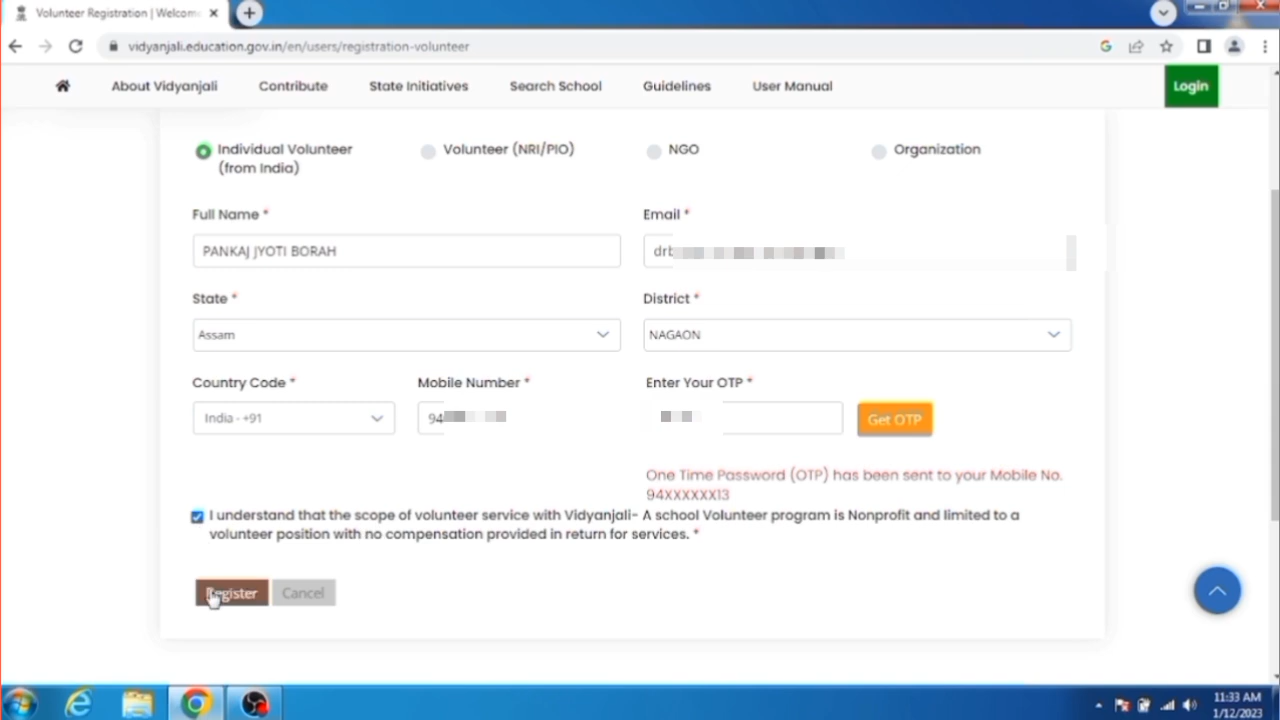 Volunteer Registration | Welcom
vidyanjali.education.gov.in/en/users/registration-volunteer
About Vidyanjali Contribute State Initiatives Search School Guidelines User Manual Login
Individual Volunteer (from India) Volunteer (NRI/PIO) NGO Organization
Full Name * Email *
PANKAJ JYOTI BORAH drb
State * District *
Assam NAGAON
Country Code * Mobile Number * Enter Your OTP *
India - +91 94 Get OTP
One Time Password (OTP) has been sent to your Mobile No.
94XXXXXX13
I understand that the scope of volunteer service with Vidyanjali- A school Volunteer program is Nonprofit and limited to a
volunteer position with no compensation provided in return for services. *
Register Cancel
11:33 AM
1/12/2023